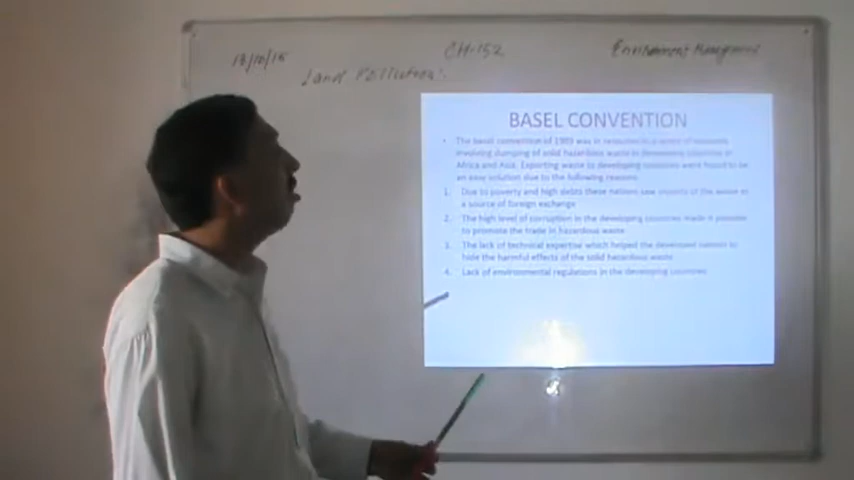 18/10/15
CH-152
Environment Management
Land Pollution:
BASEL CONVENTION
• The basel convention of 1989 was in response to a series of scandals
involving dumping of solid hazardous waste in developing countries in
Africa and Asia. Exporting waste to developing countries were found to be
an easy solution due to the following reasons
1. Due to poverty and high debts these nations saw imports of the waste as
a source of foreign exchange
2. The high level of corruption in the developing countries made it possible
to promote the trade in hazardous waste
3. The lack of technical expertise which helped the developed nations to
hide the harmful effects of the solid hazardous waste
4. Lack of environmental regulations in the developing countries